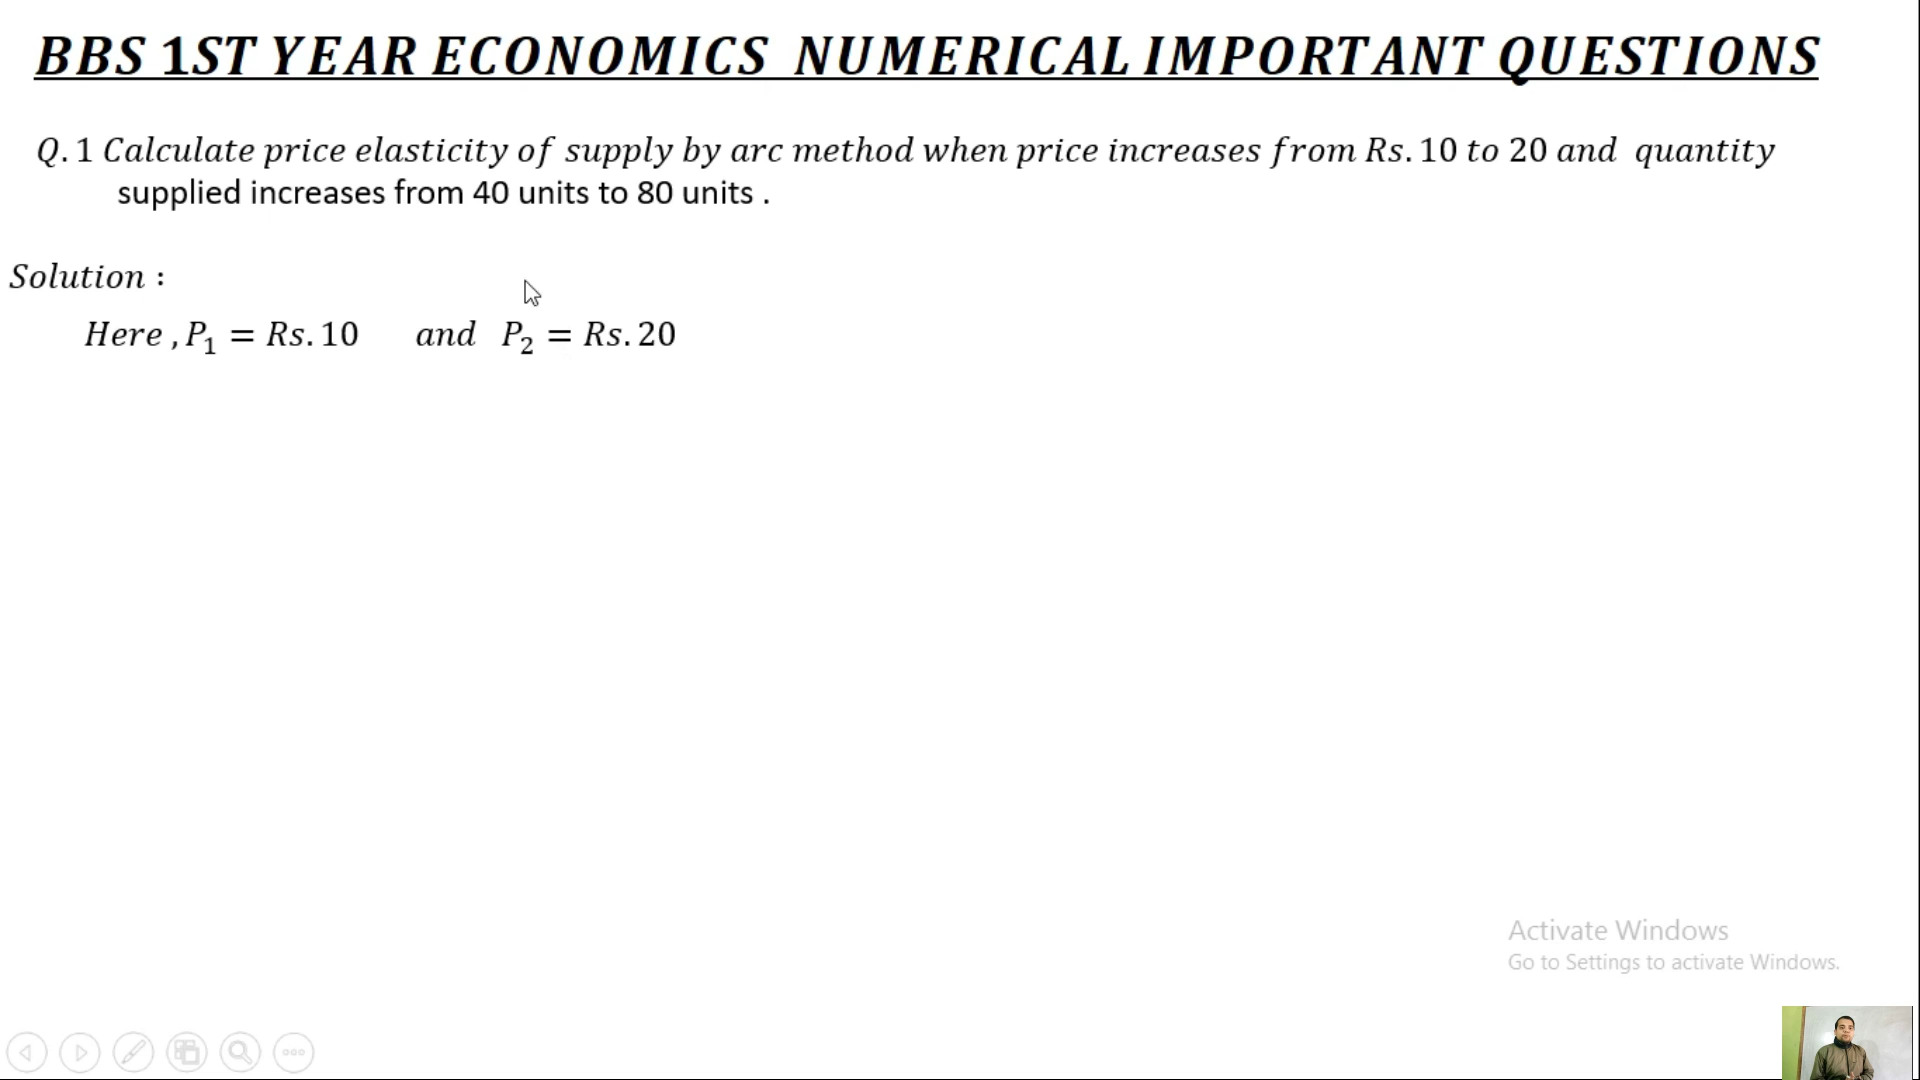 BBS 1ST YEAR ECONOMICS NUMERICAL IMPORTANT QUESTIONS
Q. 1 Calculate price elasticity of supply by arc method when price increases from Rs. 10 to 20 and quantity
supplied increases from 40 units to 80 units .
Solution :
Here , P₁ = Rs. 10 and P₂ = Rs. 20
Activate Windows
Go to Settings to activate Windows.